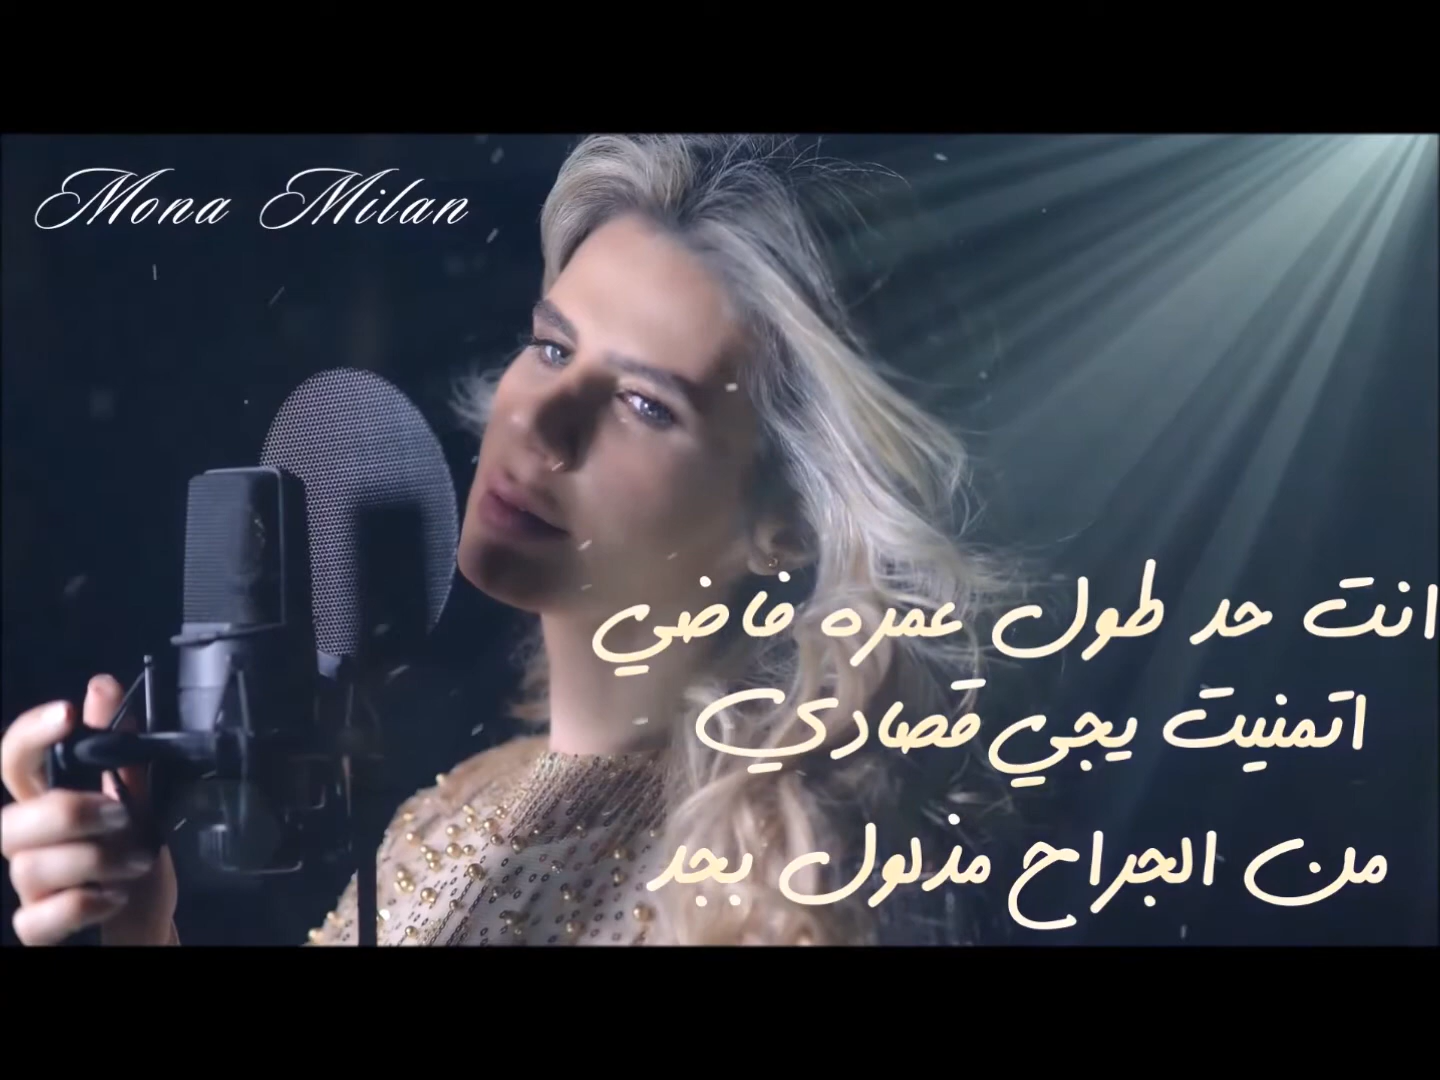 Mona Milan
انت حد طول عمره فاضي
اتمنيت يجي قصادي
من الجراح مذلول بجد